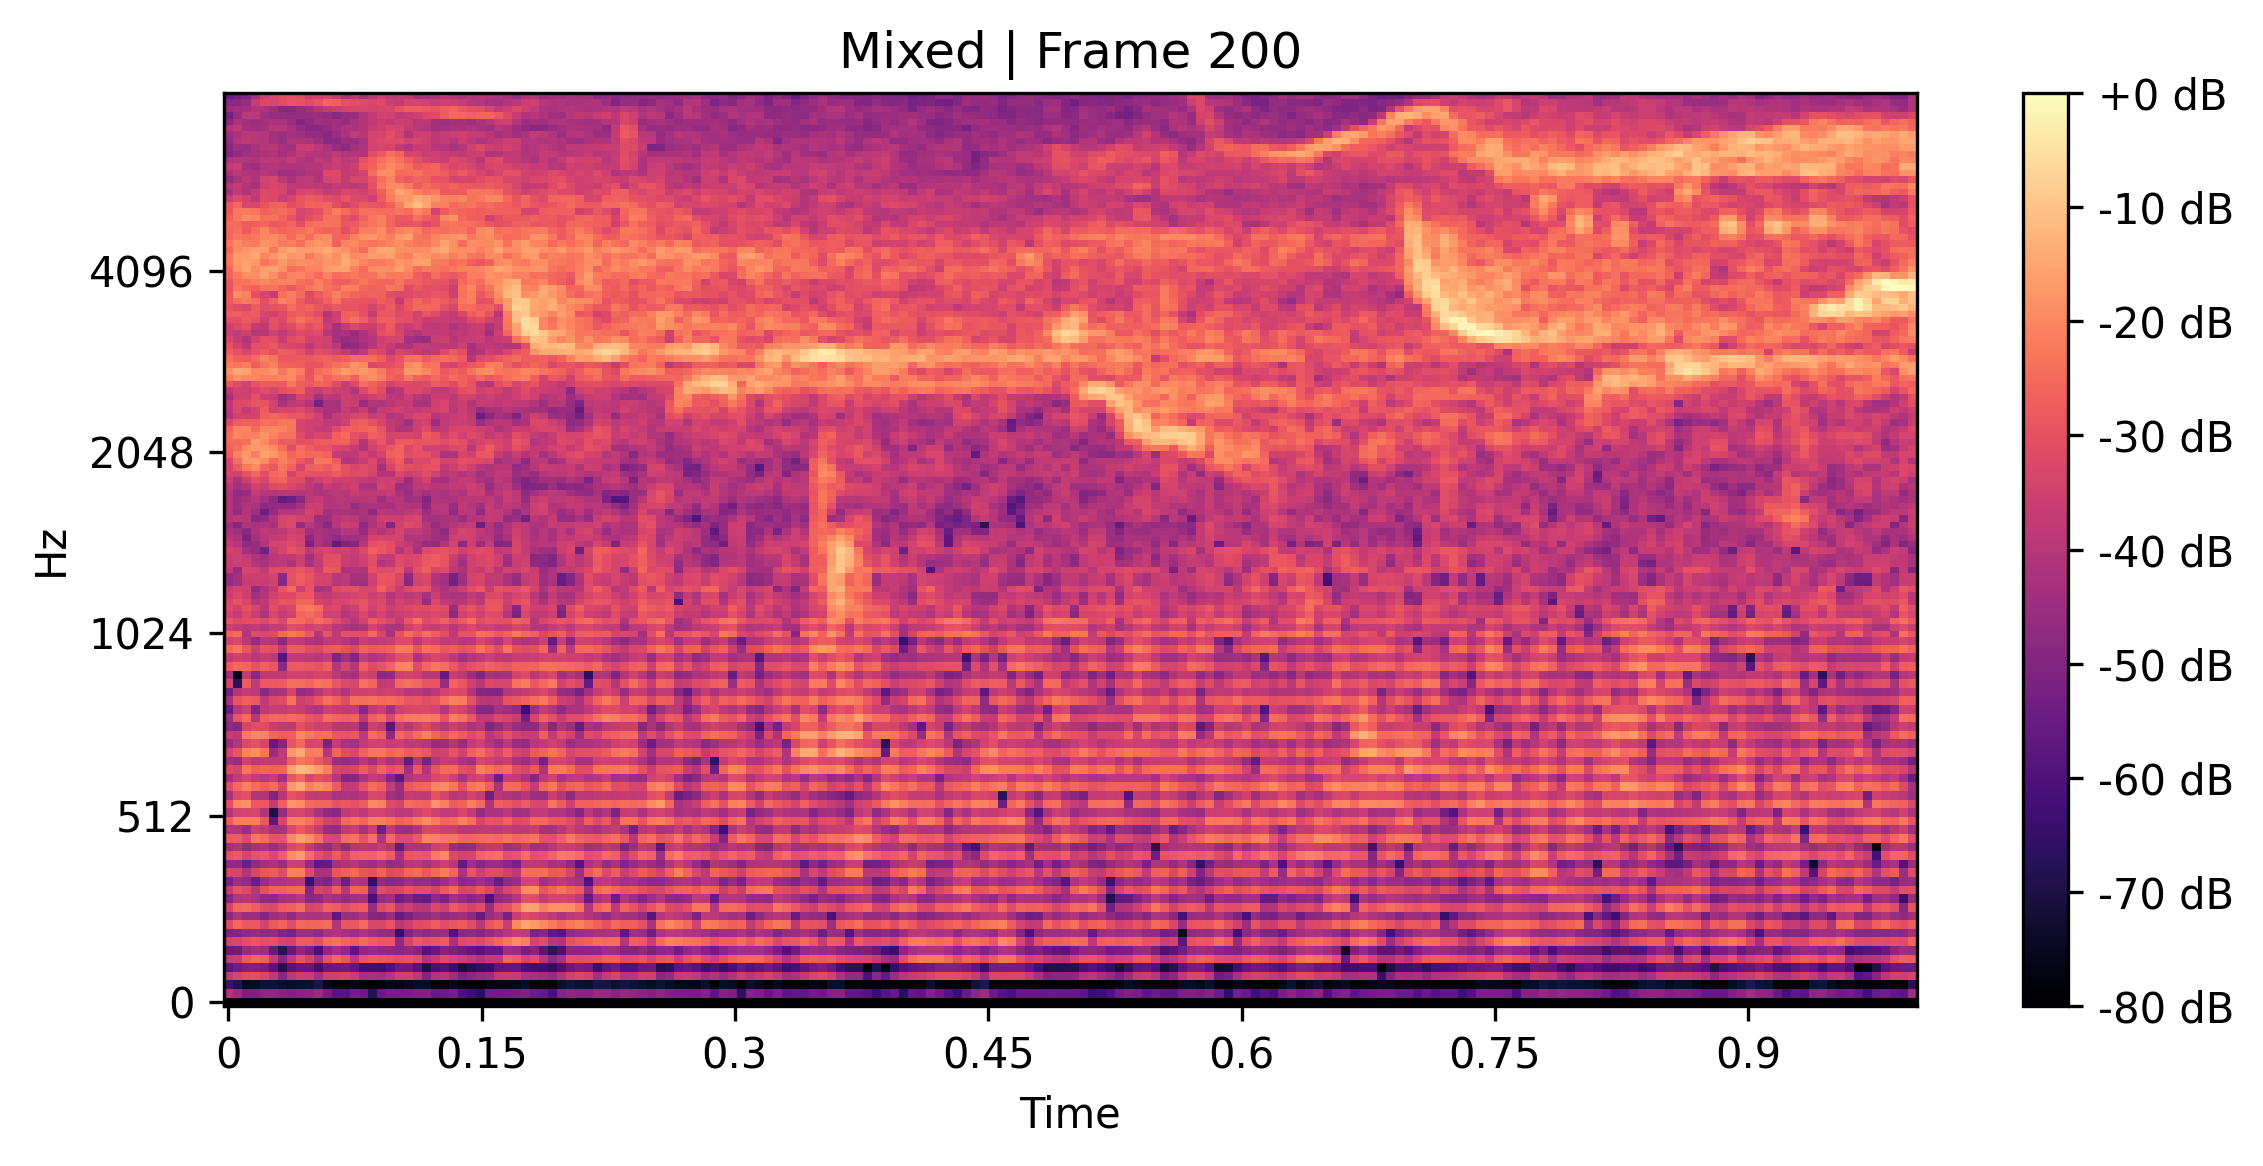 Mixed | Frame 200
+0 dB
-10 dB
-20 dB
-30 dB
-40 dB
-50 dB
-60 dB
-70 dB
-80 dB
Hz
4096
2048
1024
512
0
0 0.15 0.3 0.45 0.6 0.75 0.9
Time